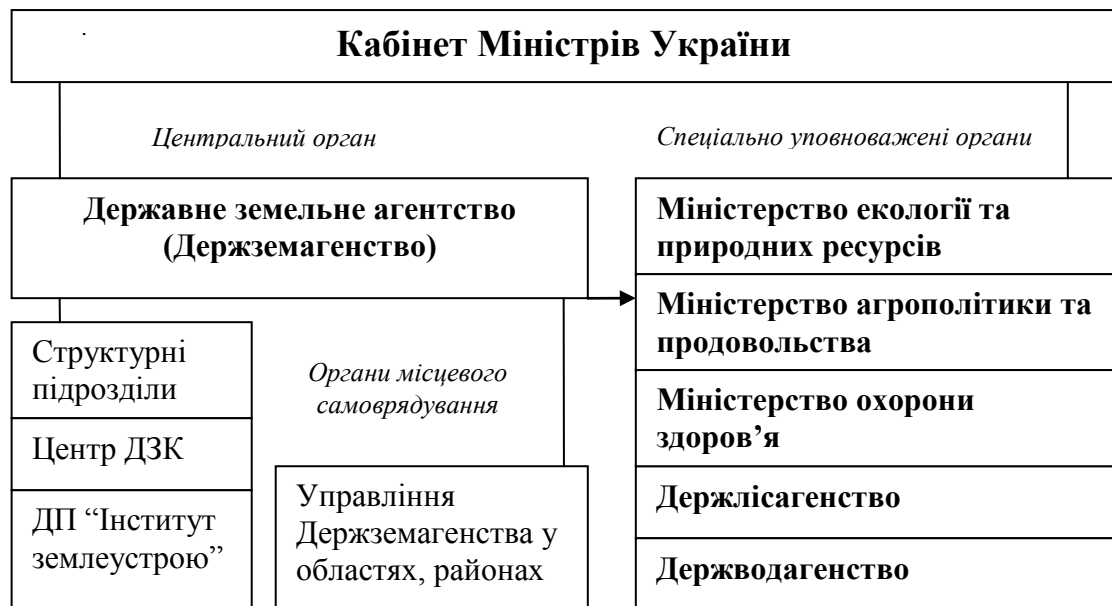 Кабінет Міністрів України
Центральний орган
Спеціально уповноважені органи
Державне земельне агентство
(Держземагенство)
Міністерство екології та
природних ресурсів
Міністерство агрополітики та
продовольства
Міністерство охорони
здоров’я
Держлісагенство
Держводагенство
Структурні
підрозділи
Центр ДЗК
ДП “Інститут
землеустрою”
Органи місцевого
самоврядування
Управління
Держземагенства у
областях, районах